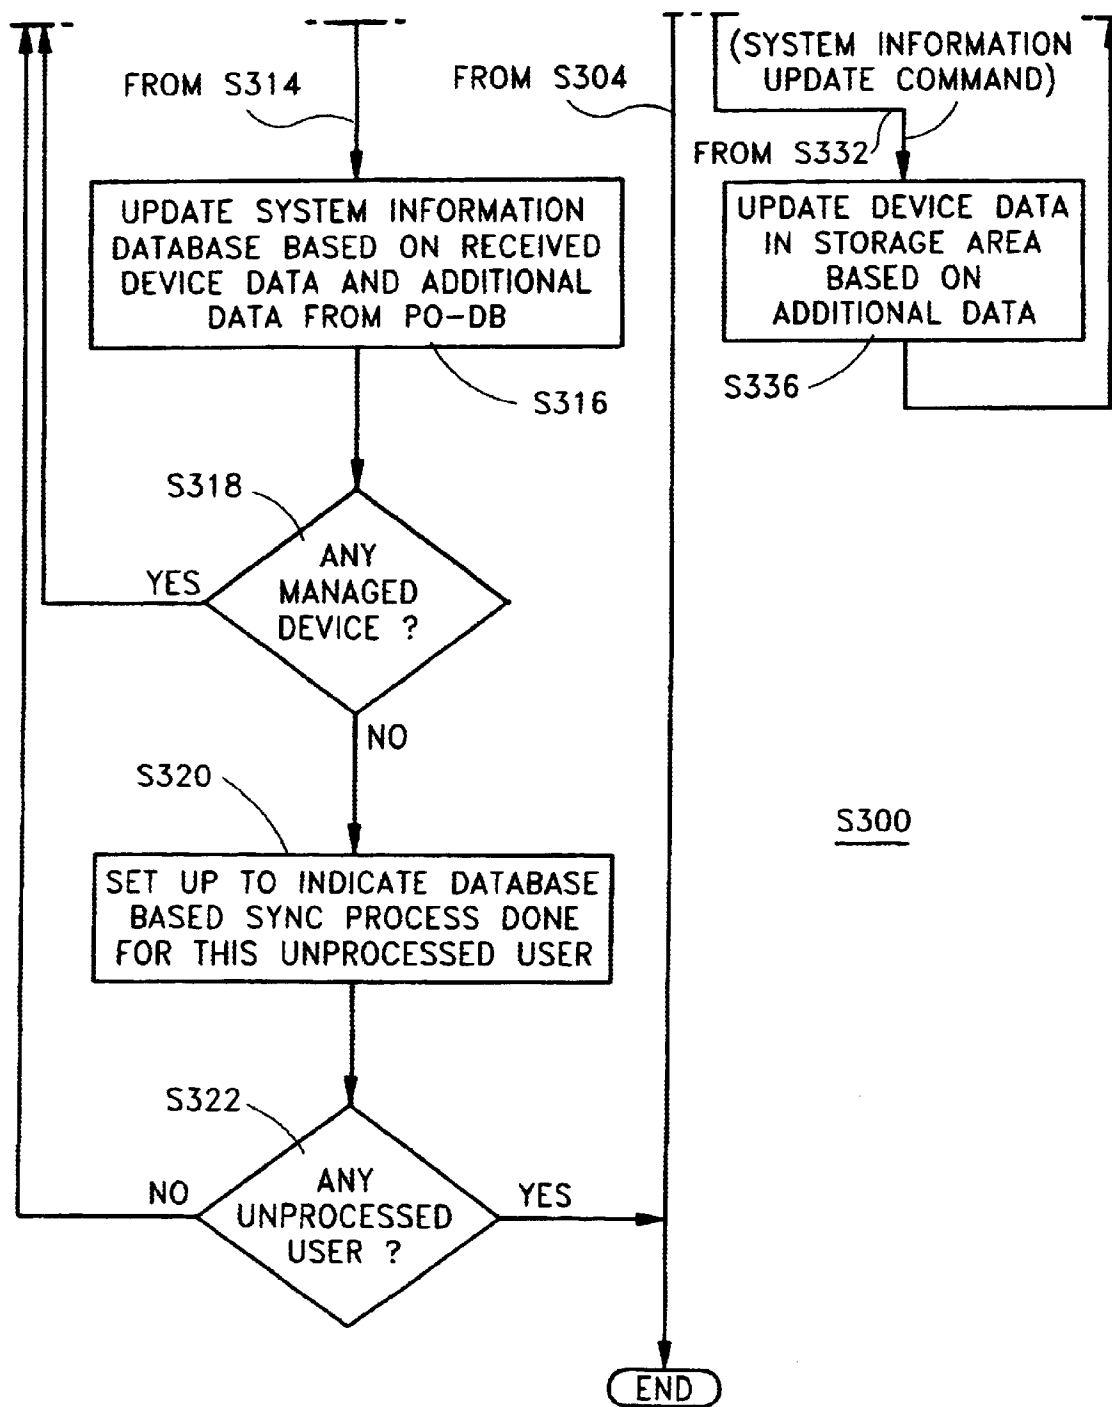 FROM S314
FROM S304
(SYSTEM INFORMATION
UPDATE COMMAND)
FROM S332
UPDATE SYSTEM INFORMATION
DATABASE BASED ON RECEIVED
DEVICE DATA AND ADDITIONAL
DATA FROM PO-DB
UPDATE DEVICE DATA
IN STORAGE AREA
BASED ON
ADDITIONAL DATA
S316
S336
S318
ANY
MANAGED
DEVICE ?
YES
NO
S320
S300
SET UP TO INDICATE DATABASE
BASED SYNC PROCESS DONE
FOR THIS UNPROCESSED USER
S322
ANY
UNPROCESSED
USER ?
NO
YES
END